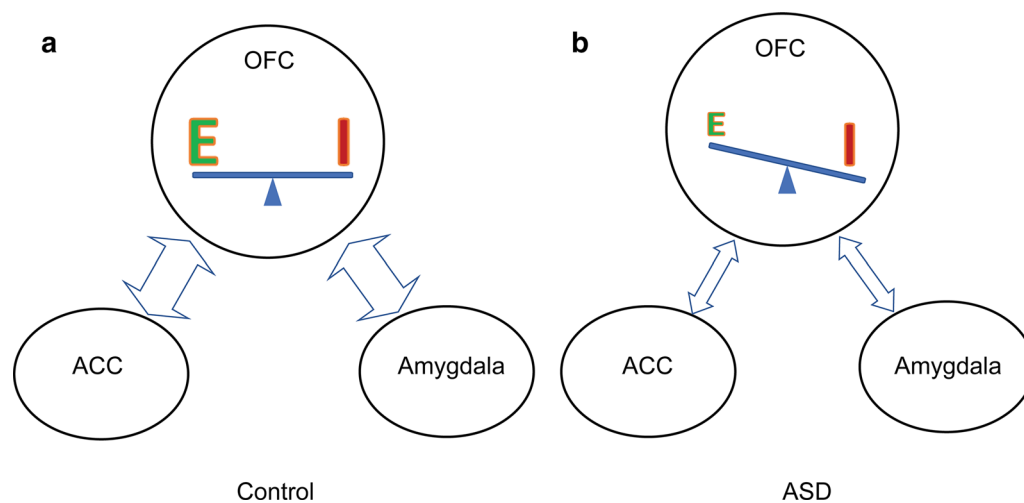 a
OFC
E I
ACC
Amygdala
Control
b
OFC
E I
ACC
Amygdala
ASD